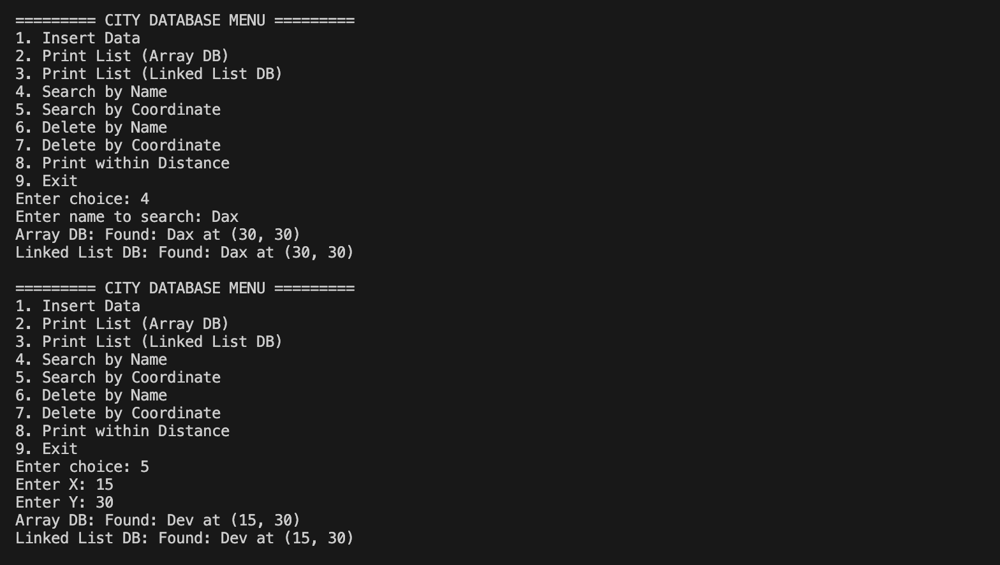 ========= CITY DATABASE MENU =========
1. Insert Data
2. Print List (Array DB)
3. Print List (Linked List DB)
4. Search by Name
5. Search by Coordinate
6. Delete by Name
7. Delete by Coordinate
8. Print within Distance
9. Exit
Enter choice: 4
Enter name to search: Dax
Array DB: Found: Dax at (30, 30)
Linked List DB: Found: Dax at (30, 30)

========= CITY DATABASE MENU =========
1. Insert Data
2. Print List (Array DB)
3. Print List (Linked List DB)
4. Search by Name
5. Search by Coordinate
6. Delete by Name
7. Delete by Coordinate
8. Print within Distance
9. Exit
Enter choice: 5
Enter X: 15
Enter Y: 30
Array DB: Found: Dev at (15, 30)
Linked List DB: Found: Dev at (15, 30)